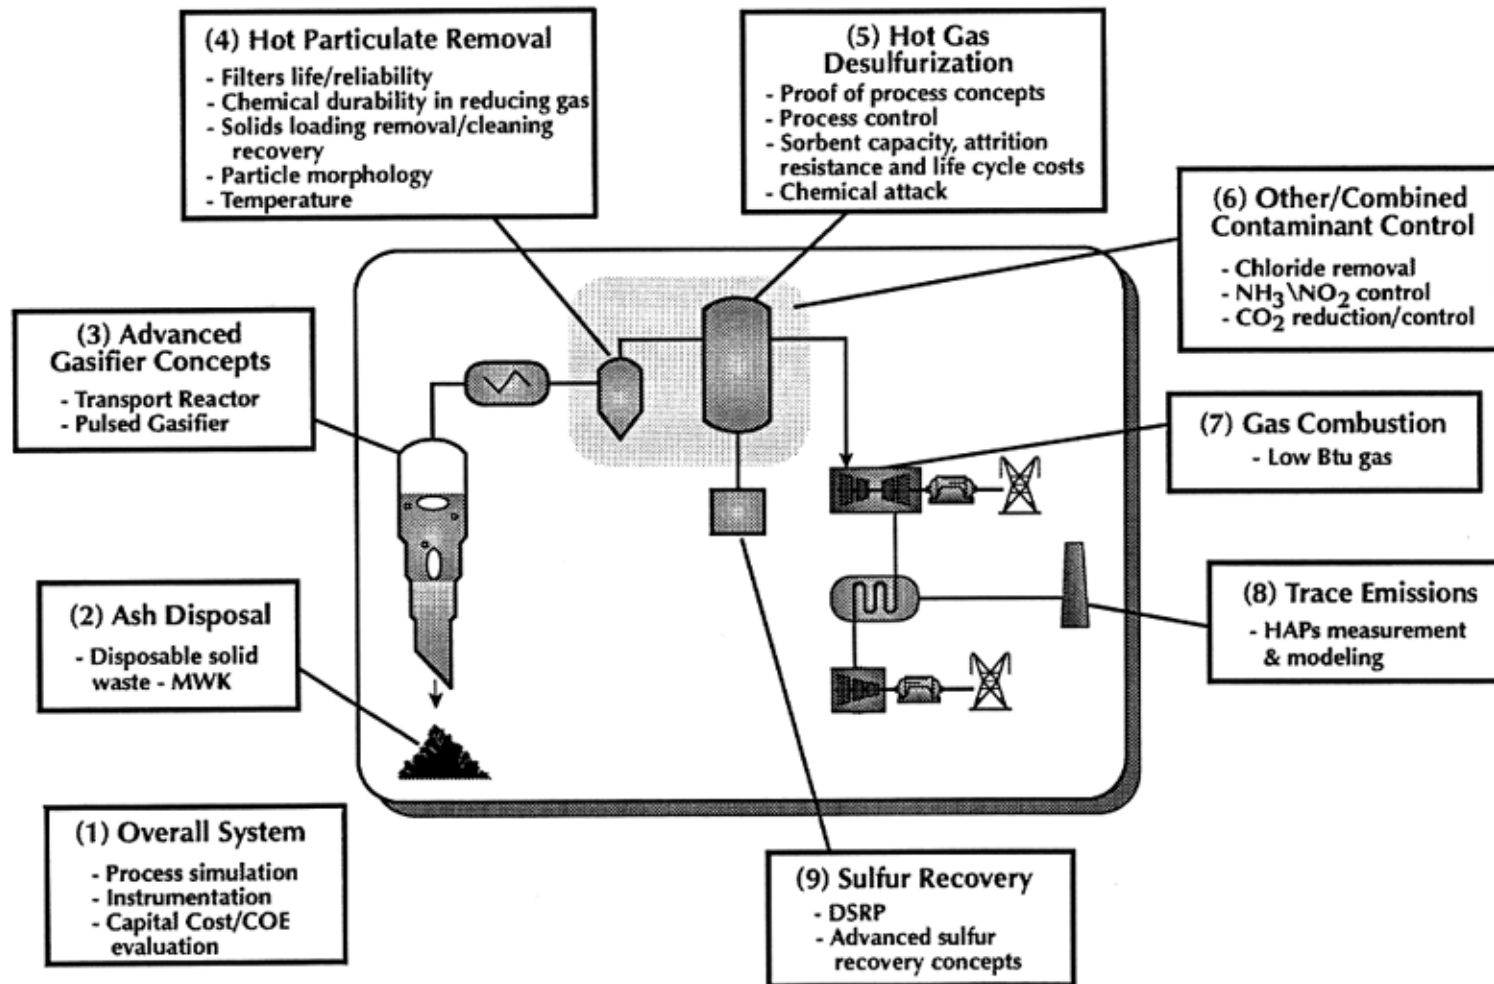 (4) Hot Particulate Removal
- Filters life/reliability
- Chemical durability in reducing gas
- Solids loading removal/cleaning
recovery
- Particle morphology
- Temperature
(5) Hot Gas
Desulfurization
- Proof of process concepts
- Process control
- Sorbent capacity, attrition
resistance and life cycle costs
- Chemical attack
(6) Other/Combined
Contaminant Control
- Chloride removal
- NH3\NO2 control
- CO2 reduction/control
(3) Advanced
Gasifier Concepts
- Transport Reactor
- Pulsed Gasifier
(7) Gas Combustion
- Low Btu gas
(2) Ash Disposal
- Disposable solid
waste - MWK
(8) Trace Emissions
- HAPs measurement
& modeling
(1) Overall System
- Process simulation
- Instrumentation
- Capital Cost/COE
evaluation
(9) Sulfur Recovery
- DSRP
- Advanced sulfur
recovery concepts